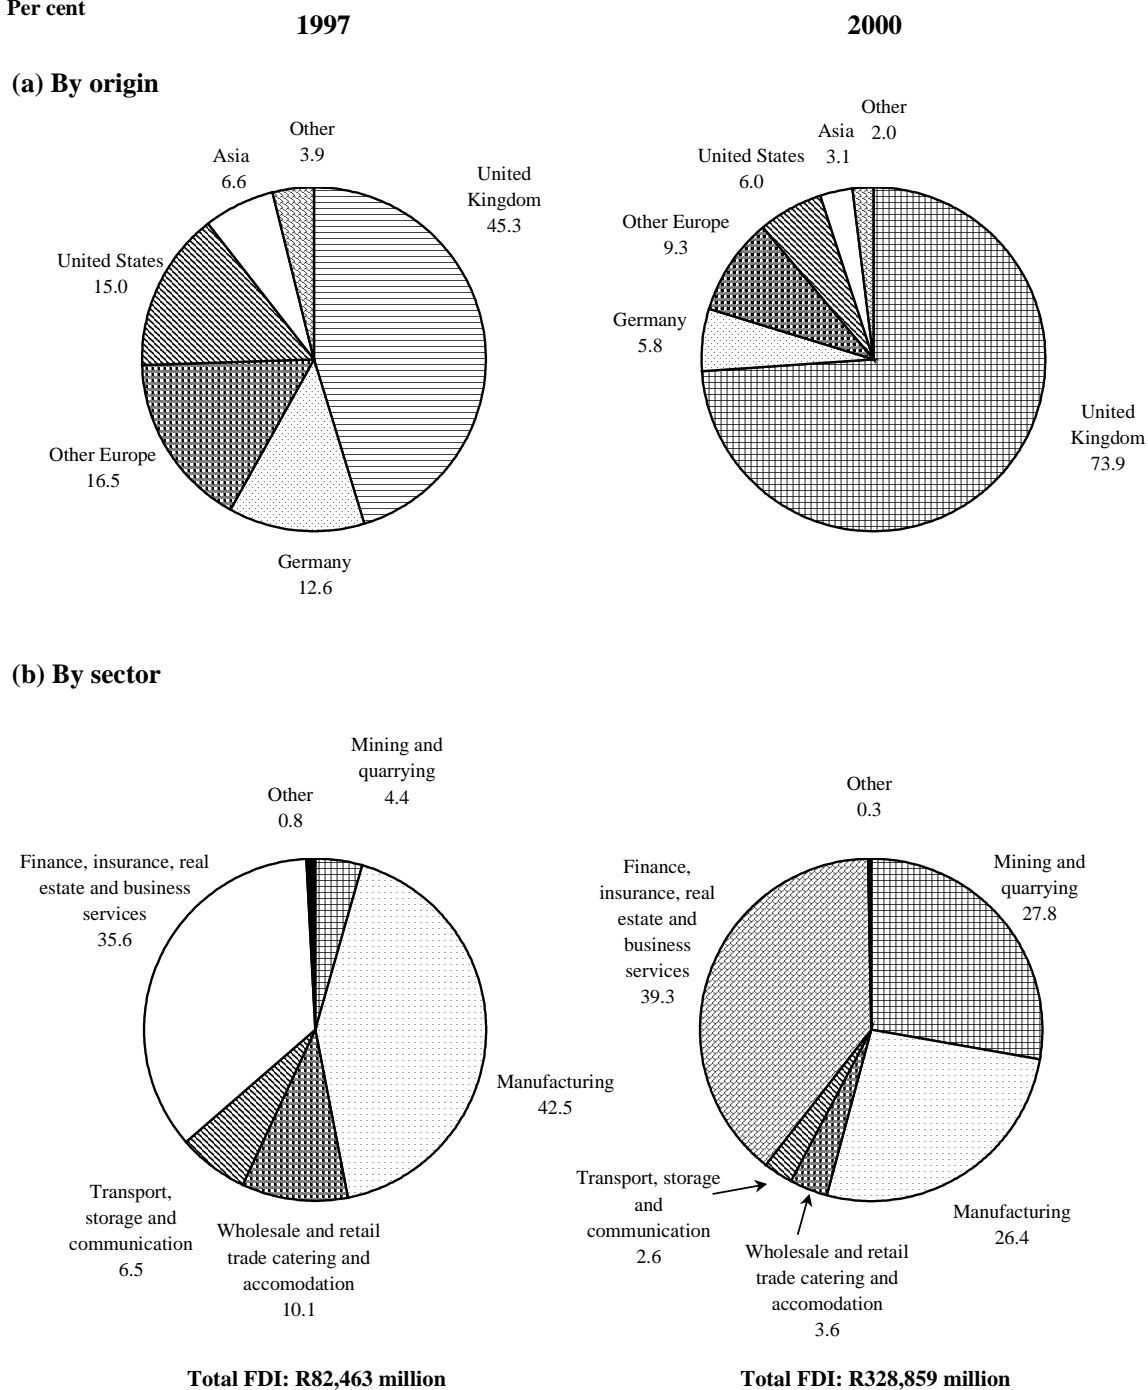 Per cent
1997
2000
(a) By origin
Other
3.9
Asia
6.6
United
Kingdom
45.3
United States
15.0
Other Europe
16.5
Germany
12.6
Other
2.0
Asia
3.1
United States
6.0
Other Europe
9.3
Germany
5.8
United
Kingdom
73.9
(b) By sector
Mining and
quarrying
4.4
Other
0.8
Finance, insurance, real
estate and business
services
35.6
Manufacturing
42.5
Transport,
storage and
communication
6.5
Wholesale and retail
trade catering and
accomodation
10.1
Other
0.3
Mining and
quarrying
27.8
Finance,
insurance, real
estate and
business
services
39.3
Transport, storage
and
communication
2.6
Wholesale and retail
trade catering and
accomodation
3.6
Manufacturing
26.4
Total FDI: R82,463 million
Total FDI: R328,859 million